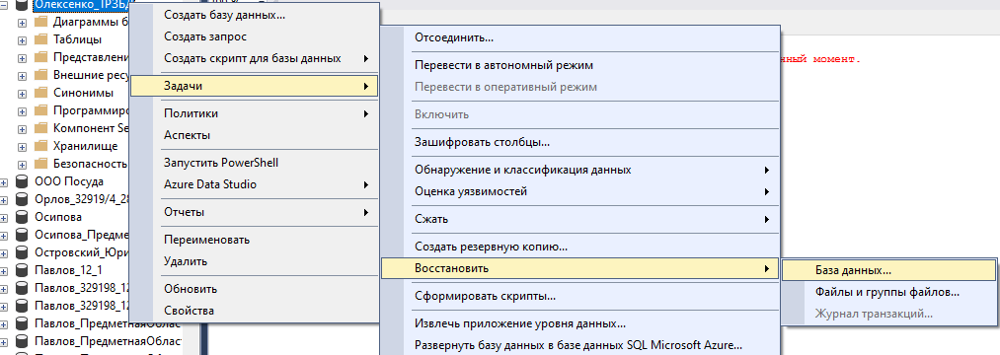 Олексенко_ТРЗБД
Диаграммы б
Таблицы
Представлени
Внешние ресу
Синонимы
Программиро
Компонент Se
Хранилище
Безопасность
ООО Посуда
Орлов_32919/4_28
Осипова
Осипова_Предме
Островский_Юри
Павлов_12_1
Павлов_329198_12
Павлов_329198_12
Павлов_ПредметнаяОблас
Павлов_ПредметнаяОбласт
Создать базу данных...
Создать запрос
Создать скрипт для базы данных
Задачи
Политики
Аспекты
Запустить PowerShell
Azure Data Studio
Отчеты
Переименовать
Удалить
Обновить
Свойства
Отсоединить...
Перевести в автономный режим
Перевести в оперативный режим
Включить
Зашифровать столбцы...
Обнаружение и классификация данных
Оценка уязвимостей
Сжать
Создать резервную копию...
Восстановить
Сформировать скрипты...
Извлечь приложение уровня данных...
Развернуть базу данных в базе данных SQL Microsoft Azure...
База данных...
Файлы и группы файлов...
Журнал транзакций...
ный момент.